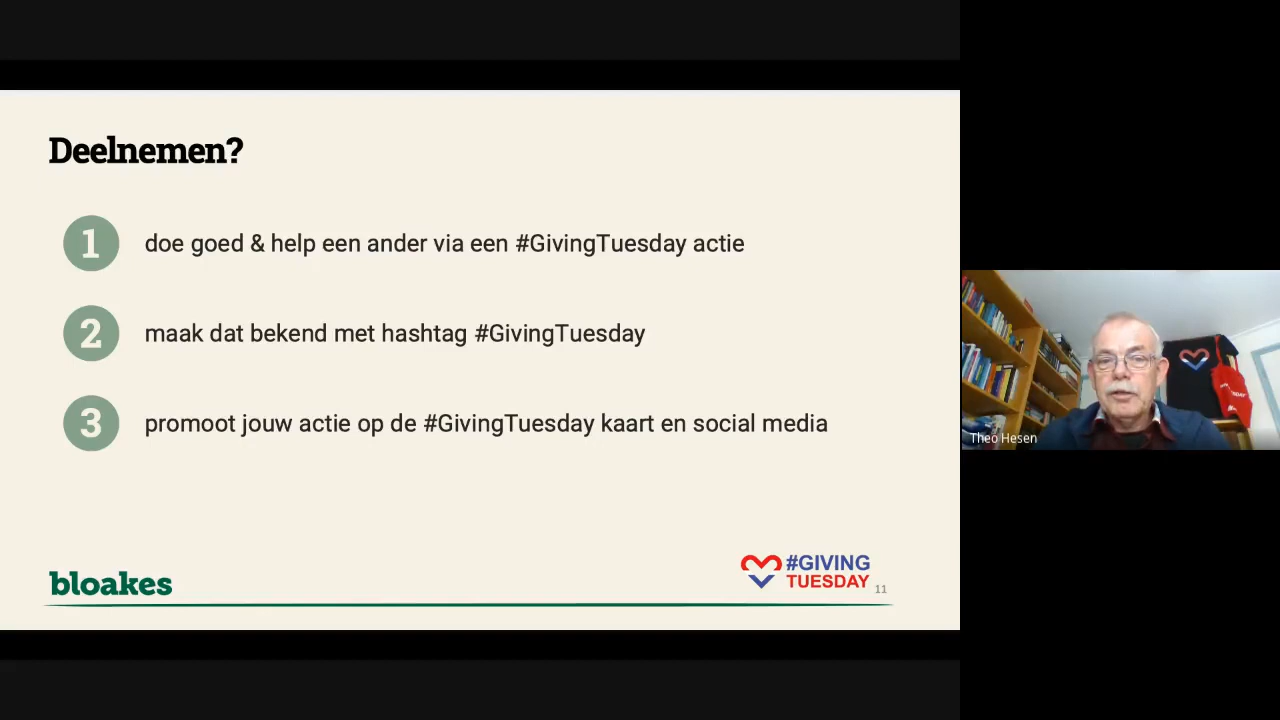 Deelnemen?
1 doe goed & help een ander via een #GivingTuesday actie
2 maak dat bekend met hashtag #GivingTuesday
3 promoot jouw actie op de #GivingTuesday kaart en social media
bloakes
#GIVING
TUESDAY
11
Theo Hesen